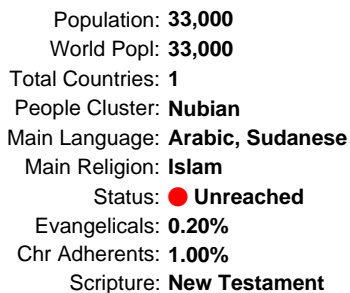 Population: 33,000
World Popl: 33,000
Total Countries: 1
People Cluster: Nubian
Main Language: Arabic, Sudanese
Main Religion: Islam
Status: Unreached
Evangelicals: 0.20%
Chr Adherents: 1.00%
Scripture: New Testament